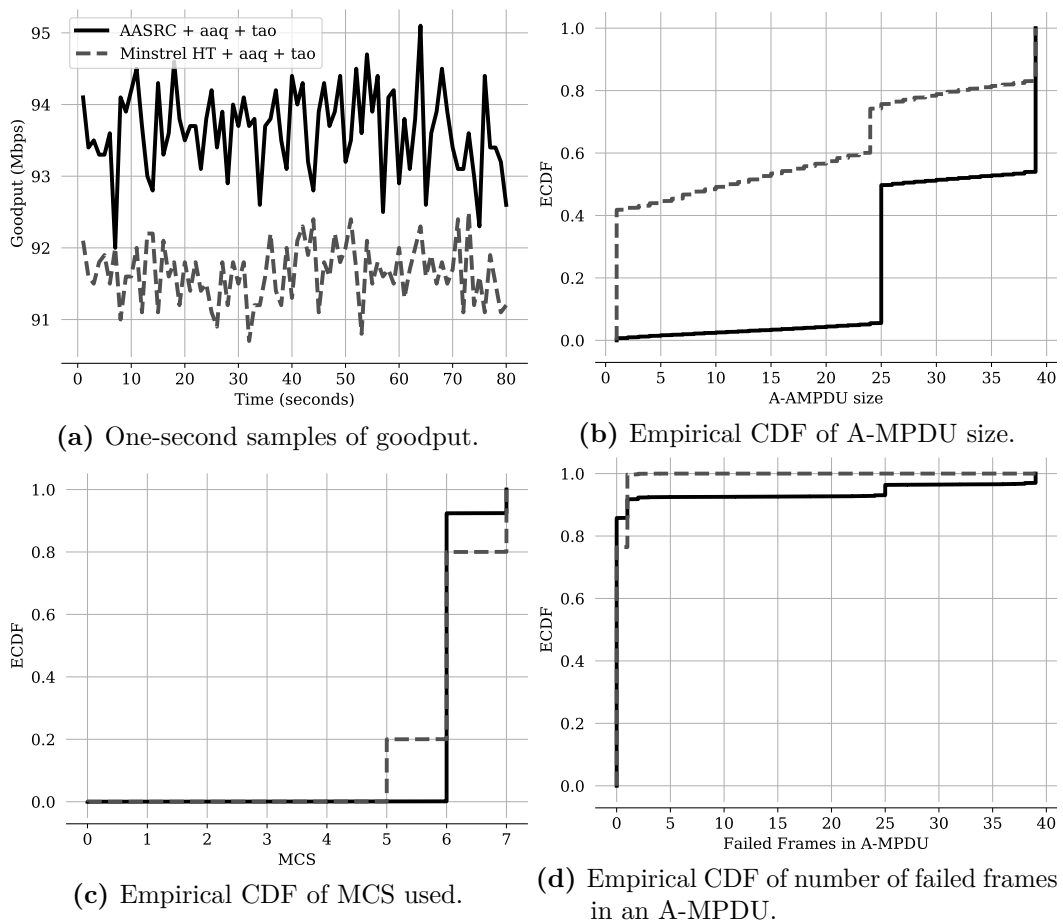 AASRC + aaq + tao
Minstrel HT + aaq + tao
Goodput (Mbps)
95
94
93
92
91
0 10 20 30 40 50 60 70 80
Time (seconds)
(a) One-second samples of goodput.
ECDF
1.0
0.8
0.6
0.4
0.2
0.0
0 5 10 15 20 25 30 35 40
A-AMPDU size
(b) Empirical CDF of A-MPDU size.
ECDF
1.0
0.8
0.6
0.4
0.2
0.0
0 1 2 3 4 5 6 7
MCS
(c) Empirical CDF of MCS used.
ECDF
1.0
0.8
0.6
0.4
0.2
0.0
0 5 10 15 20 25 30 35 40
Failed Frames in A-MPDU
(d) Empirical CDF of number of failed frames
in an A-MPDU.